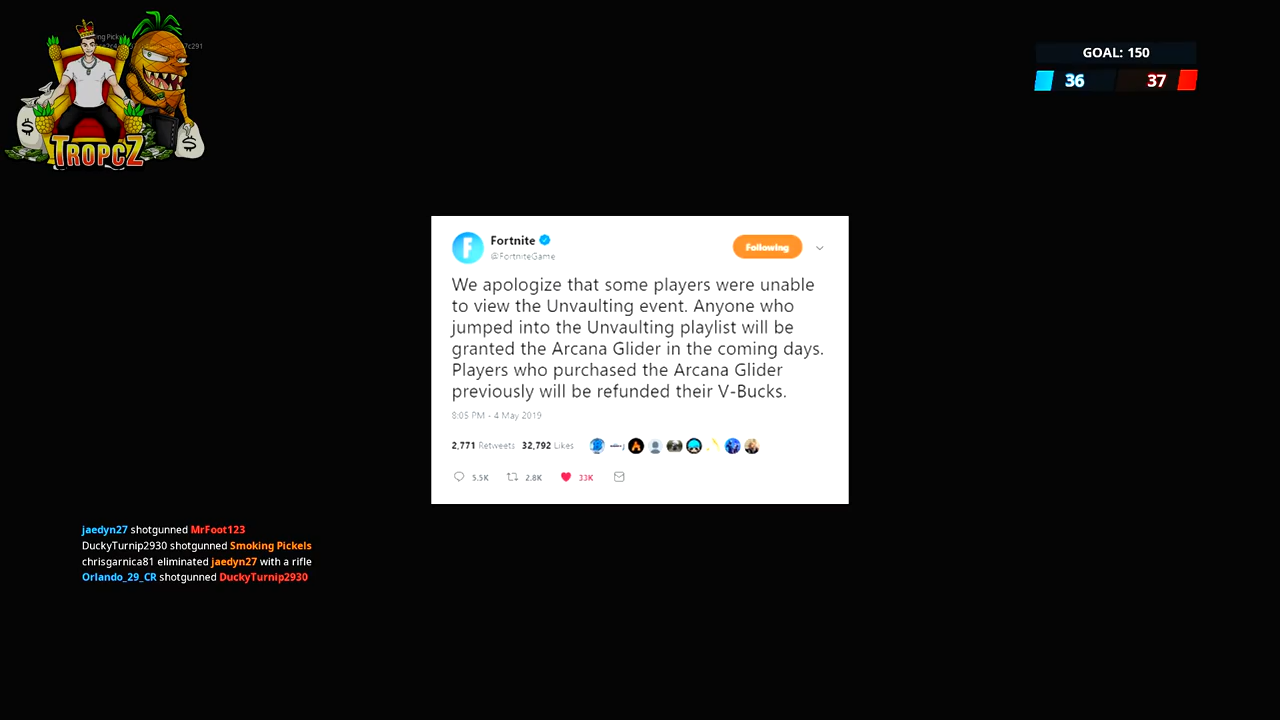 GOAL: 150
36 37
TROPCZ
Fortnite
@FortniteGame
Following
We apologize that some players were unable
to view the Unvaulting event. Anyone who
jumped into the Unvaulting playlist will be
granted the Arcana Glider in the coming days.
Players who purchased the Arcana Glider
previously will be refunded their V-Bucks.
8:05 PM - 4 May 2019
2,771 Retweets 32,792 Likes
5.5K 2.8K 33K
jaedyn27 shotgunned MrFoot123
DuckyTurnip2930 shotgunned Smoking Pickels
chrisgarnica81 eliminated jaedyn27 with a rifle
Orlando_29_CR shotgunned DuckyTurnip2930